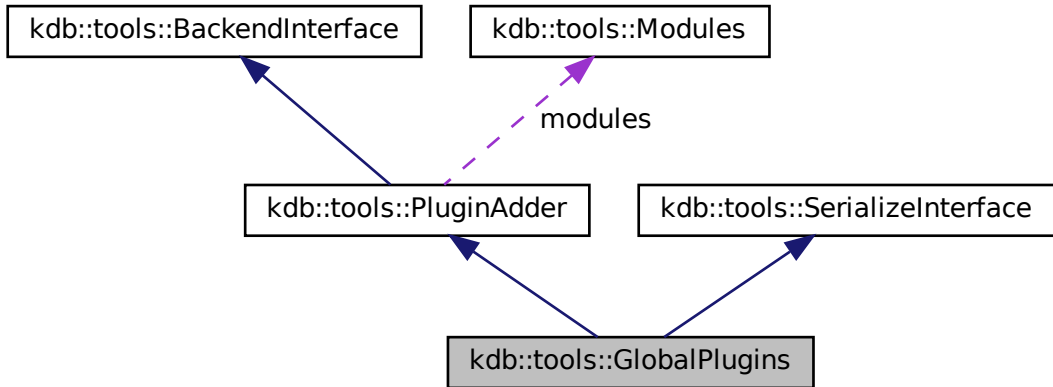 kdb::tools::BackendInterface
kdb::tools::Modules
modules
kdb::tools::PluginAdder
kdb::tools::SerializeInterface
kdb::tools::GlobalPlugins